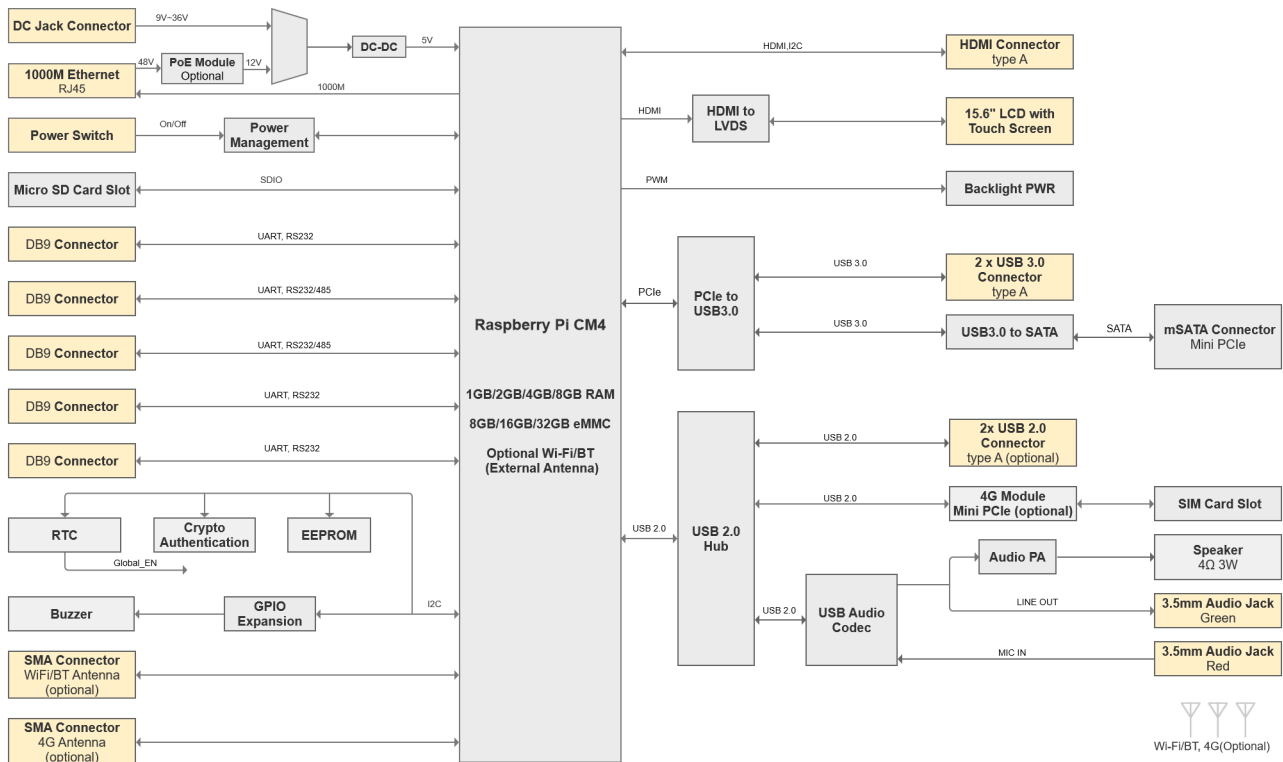 DC Jack Connector
9V~36V
DC-DC
5V
1000M Ethernet
RJ45
48V
PoE Module
Optional
12V
1000M
Power Switch
On/Off
Power
Management
Micro SD Card Slot
SDIO
DB9 Connector
UART, RS232
DB9 Connector
UART, RS232/485
DB9 Connector
UART, RS232/485
DB9 Connector
UART, RS232
DB9 Connector
UART, RS232
RTC
Crypto
Authentication
EEPROM
Global_EN
Buzzer
GPIO
Expansion
I2C
SMA Connector
WiFi/BT Antenna
(optional)
SMA Connector
4G Antenna
(optional)
Raspberry Pi CM4
1GB/2GB/4GB/8GB RAM
8GB/16GB/32GB eMMC
Optional Wi-Fi/BT
(External Antenna)
HDMI,I2C
HDMI Connector
type A
HDMI
HDMI to
LVDS
15.6" LCD with
Touch Screen
PWM
Backlight PWR
PCIe
PCIe to
USB3.0
USB 3.0
2 x USB 3.0
Connector
type A
USB 3.0
USB3.0 to SATA
SATA
mSATA Connector
Mini PCIe
USB 2.0
USB 2.0
Hub
USB 2.0
2x USB 2.0
Connector
type A (optional)
USB 2.0
4G Module
Mini PCIe (optional)
SIM Card Slot
USB 2.0
USB Audio
Codec
Audio PA
Speaker
4Ω 3W
LINE OUT
3.5mm Audio Jack
Green
MIC IN
3.5mm Audio Jack
Red
Wi-Fi/BT, 4G(Optional)